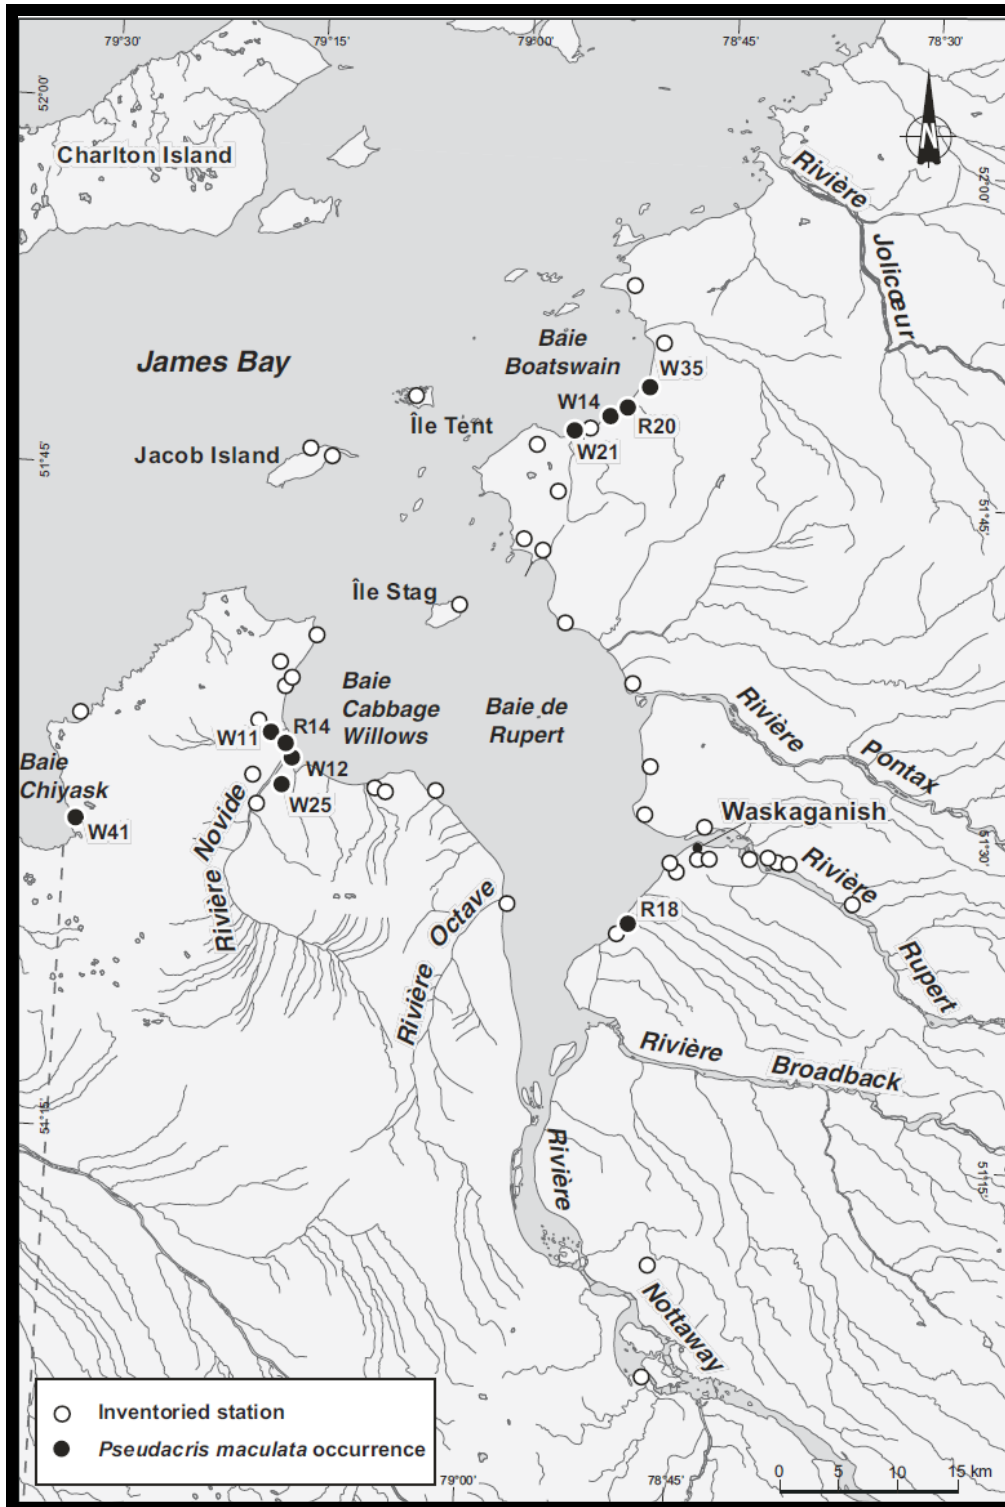 79°30'
79°15'
79°00'
78°45'
78°30'
52°00'
Charlton Island
N
52°00'
Rivière
Jolicœur
James Bay
Baie
Boatswain
W35
W14
R20
W21
Île Tent
Jacob Island
51°45'
51°45'
Île Stag
Baie
Cabbage
Willows
Baie de
Rupert
Rivière
Pontax
W11
R14
W12
W25
Baie
Chiyask
W41
Rivière Novide
Waskaganish
51°30'
Rivière
Rupert
R18
Rivière Octave
Rivière
Broadback
54°15'
51°15'
Rivière
Nottaway
Inventoried station
Pseudacris maculata occurrence
79°00'
78°45'
0 5 10 15 km